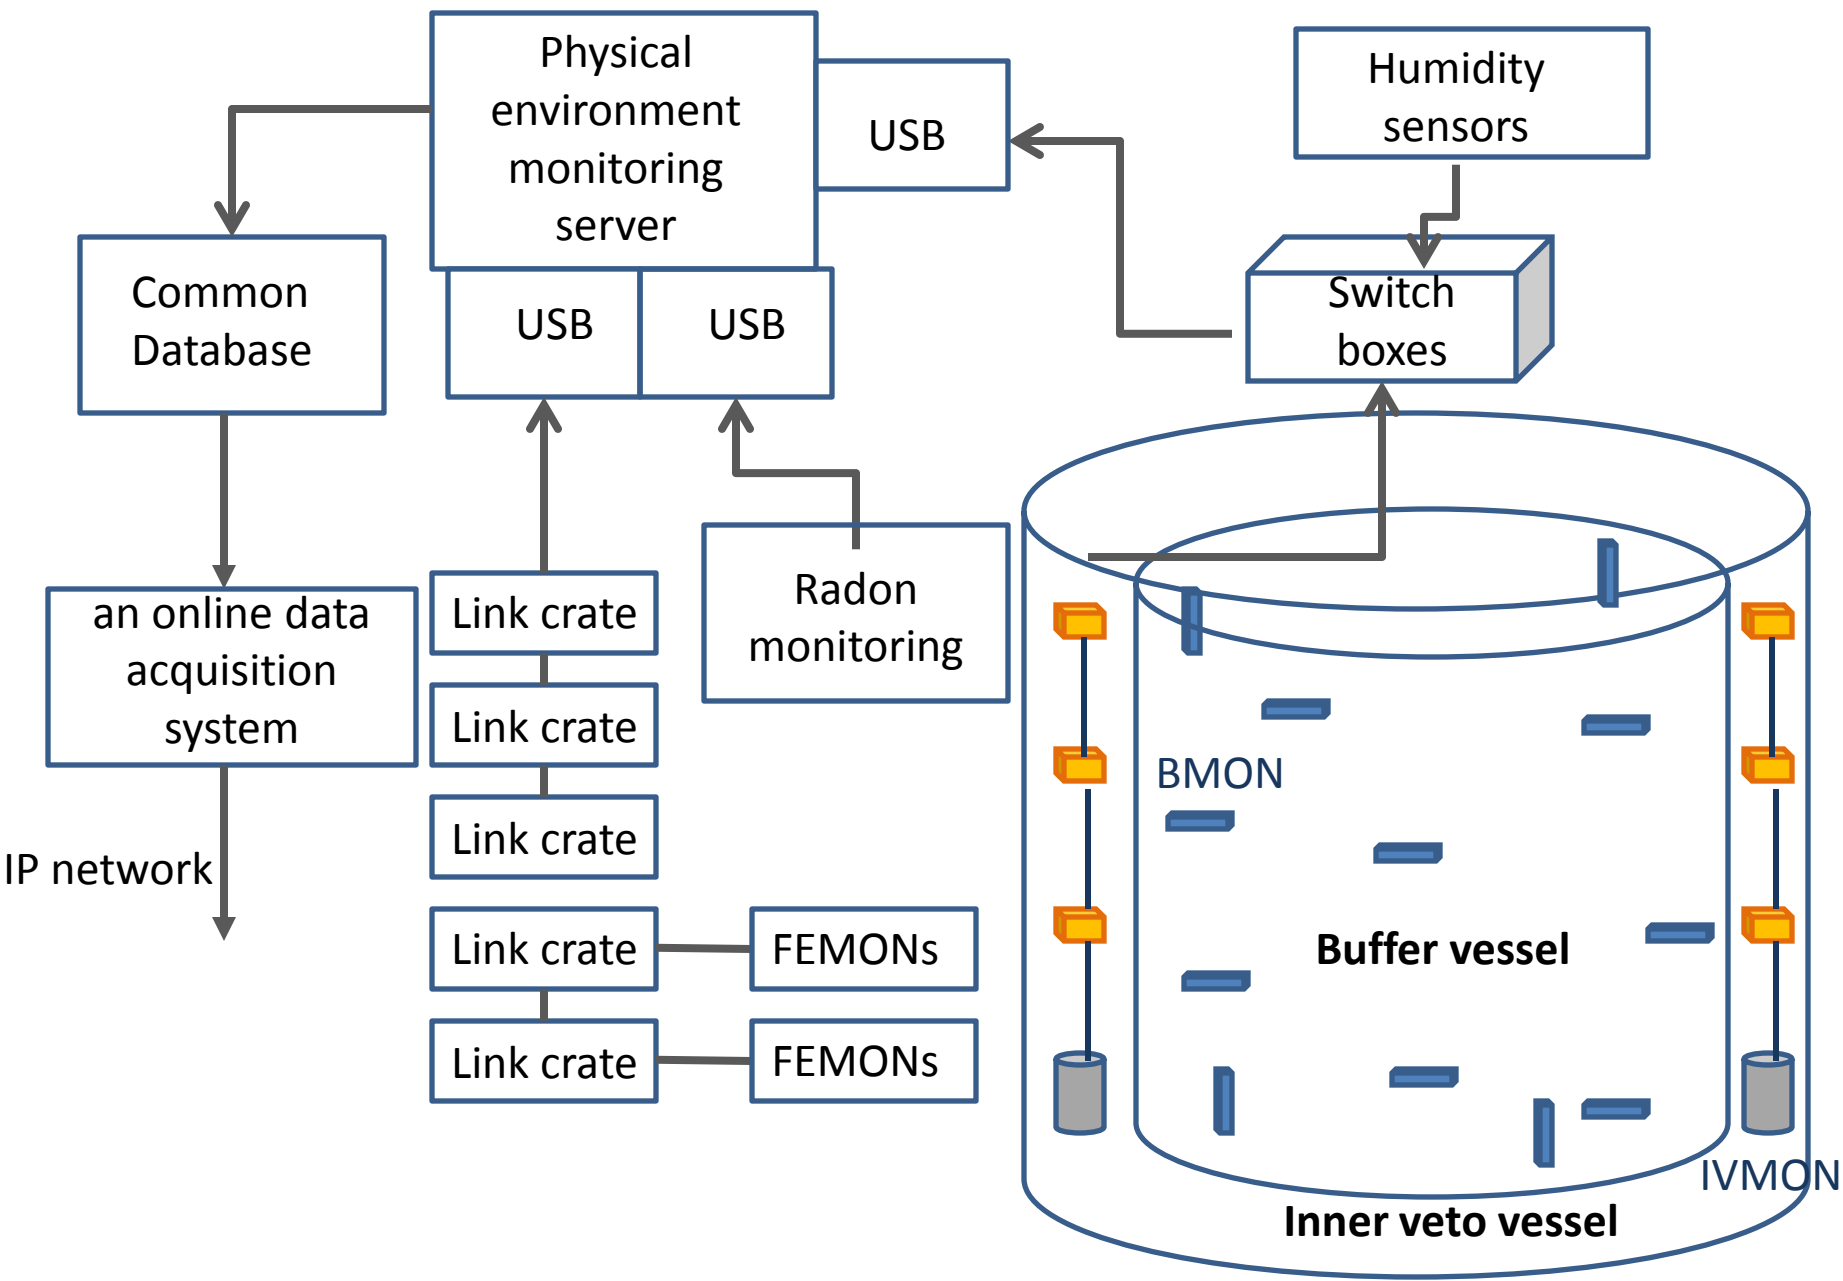 Physical
environment
monitoring
server
USB
Humidity
sensors
Common
Database
USB
USB
Switch
boxes
an online data
acquisition
system
Link crate
Radon
monitoring
Link crate
BMON
Link crate
IP network
Link crate
FEMONs
Buffer vessel
Link crate
FEMONs
IVMON
Inner veto vessel